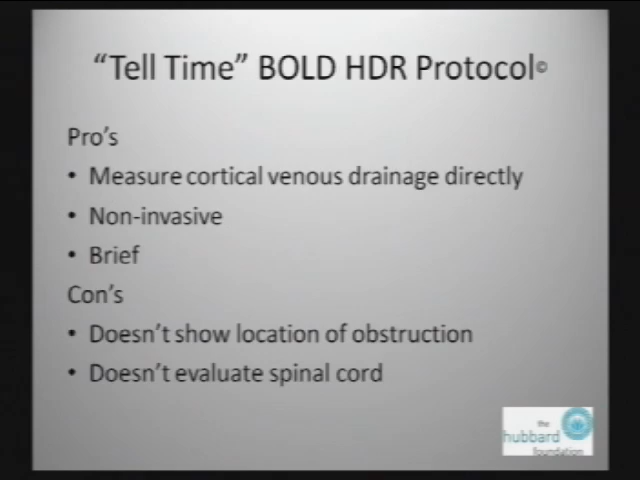 “Tell Time” BOLD HDR Protocol©
Pro’s
• Measure cortical venous drainage directly
• Non-invasive
• Brief
Con’s
• Doesn’t show location of obstruction
• Doesn’t evaluate spinal cord
the
hubbard
foundation